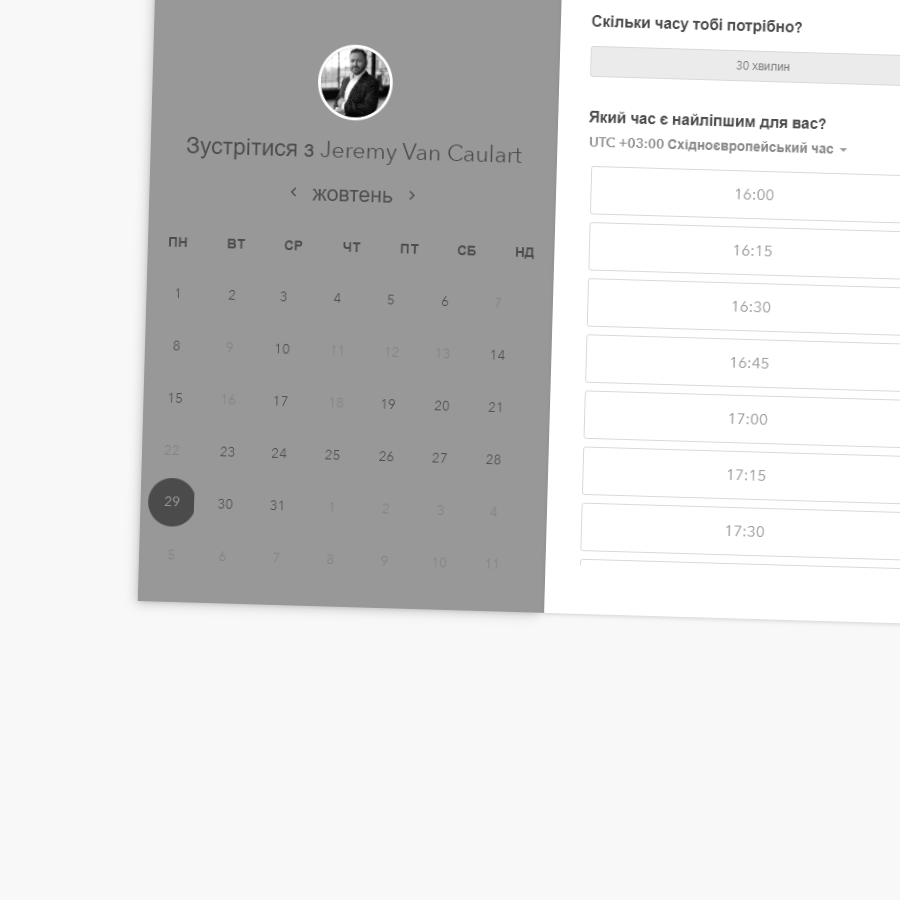 Зустрітися з Jeremy Van Caulart
жовтень
ПН ВТ СР ЧТ ПТ СБ НД
1 2 3 4 5 6 7
8 9 10 11 12 13 14
15 16 17 18 19 20 21
22 23 24 25 26 27 28
29 30 31 1 2 3 4
5 6 7 8 9 10 11
Скільки часу тобі потрібно?
30 хвилин
Який час є найліпшим для вас?
UTC +03:00 Східноєвропейський час
16:00
16:15
16:30
16:45
17:00
17:15
17:30